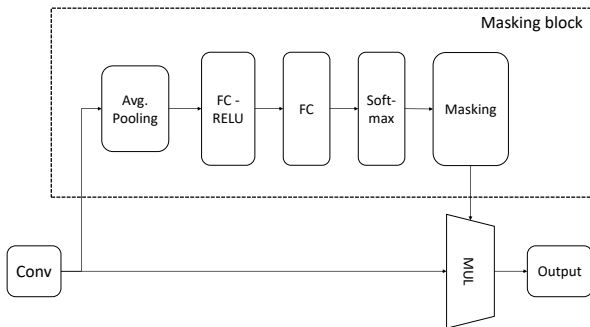 Masking block
Avg.
Pooling
FC -
RELU
FC
Soft-
max
Masking
Conv
MUL
Output